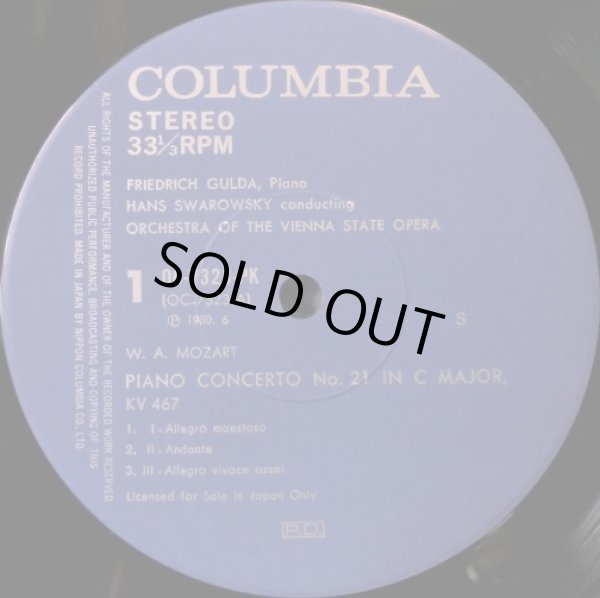 COLUMBIA
STEREO
33 1/3 RPM
FRIEDRICH GULDA, Piano
HANS SWAROWSKY conducting
ORCHESTRA OF THE VIENNA STATE OPERA
1
Ⓟ 1980. 6
S
SOLD OUT
W. A. MOZART
PIANO CONCERTO No. 21 IN C MAJOR,
KV 467
1. I - Allegro maestoso
2. II - Andante
3. III - Allegro vivace assai
Licensed for Sale in Japan Only
P.D.
ALL RIGHTS OF THE MANUFACTURER AND OF THE OWNER OF THE RECORDED WORK RESERVED.
UNAUTHORIZED PUBLIC PERFORMANCE, BROADCASTING AND COPYING OF THIS
RECORD PROHIBITED. MADE IN JAPAN BY NIPPON COLUMBIA CO., LTD.